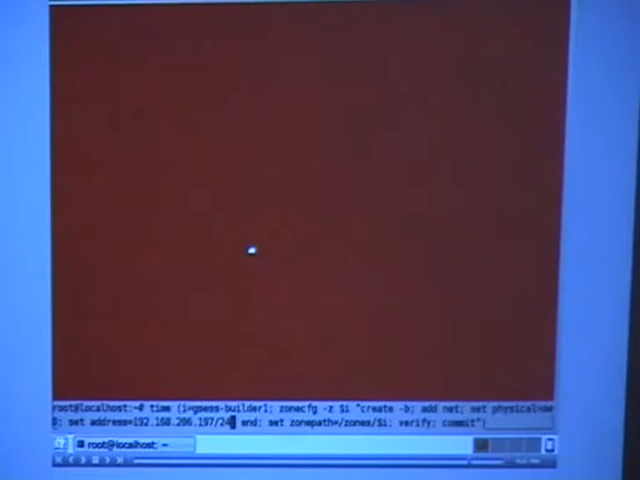 root@localhost:~# time (i=gsess-builder1; zonecfg -z $i "create -b; add net; set physical=ae
0; set address=192.168.206.197/24 end; set zonepath=/zones/$i; verify; commit")
root@localhost: ~